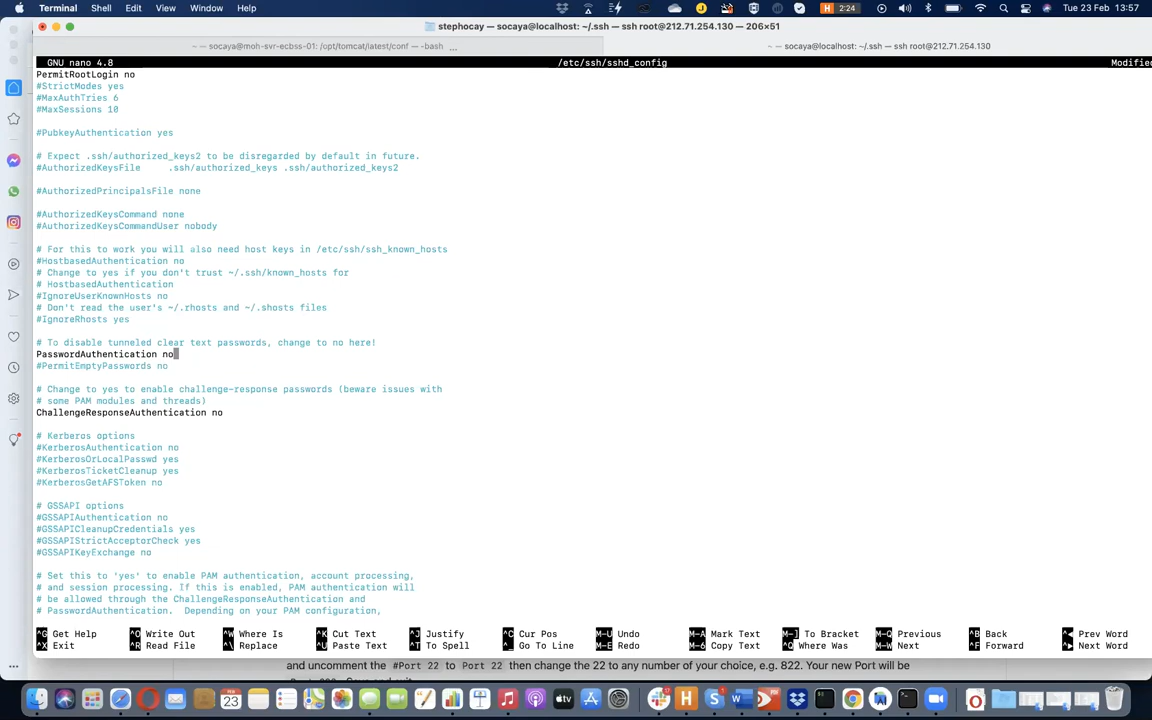 Terminal Shell Edit View Window Help
2:24
Tue 23 Feb 13:57
stephocay — socaya@localhost: ~/.ssh — ssh root@212.71.254.130 — 206×51
~ — socaya@moh-svr-ecbss-01: /opt/tomcat/latest/conf — -bash ...
~ — socaya@localhost: ~/.ssh — ssh root@212.71.254.130
GNU nano 4.8 /etc/ssh/sshd_config Modified
PermitRootLogin no
#StrictModes yes
#MaxAuthTries 6
#MaxSessions 10
#PubkeyAuthentication yes
# Expect .ssh/authorized_keys2 to be disregarded by default in future.
#AuthorizedKeysFile .ssh/authorized_keys .ssh/authorized_keys2
#AuthorizedPrincipalsFile none
#AuthorizedKeysCommand none
#AuthorizedKeysCommandUser nobody
# For this to work you will also need host keys in /etc/ssh/ssh_known_hosts
#HostbasedAuthentication no
# Change to yes if you don't trust ~/.ssh/known_hosts for
# HostbasedAuthentication
#IgnoreUserKnownHosts no
# Don't read the user's ~/.rhosts and ~/.shosts files
#IgnoreRhosts yes
# To disable tunneled clear text passwords, change to no here!
PasswordAuthentication no
#PermitEmptyPasswords no
# Change to yes to enable challenge-response passwords (beware issues with
# some PAM modules and threads)
ChallengeResponseAuthentication no
# Kerberos options
#KerberosAuthentication no
#KerberosOrLocalPasswd yes
#KerberosTicketCleanup yes
#KerberosGetAFSToken no
# GSSAPI options
#GSSAPIAuthentication no
#GSSAPICleanupCredentials yes
#GSSAPIStrictAcceptorCheck yes
#GSSAPIKeyExchange no
# Set this to 'yes' to enable PAM authentication, account processing,
# and session processing. If this is enabled, PAM authentication will
# be allowed through the ChallengeResponseAuthentication and
# PasswordAuthentication. Depending on your PAM configuration,
^G Get Help ^O Write Out ^W Where Is ^K Cut Text ^J Justify ^C Cur Pos M-U Undo M-A Mark Text M-] To Bracket M-Q Previous ^B Back ^◀ Prev Word
^X Exit ^R Read File ^\ Replace ^U Paste Text ^T To Spell ^_ Go To Line M-E Redo M-6 Copy Text ^Q Where Was M-W Next ^F Forward ^▶ Next Word
and uncomment the #Port 22 to Port 22 then change the 22 to any number of your choice, e.g. 822. Your new Port will be